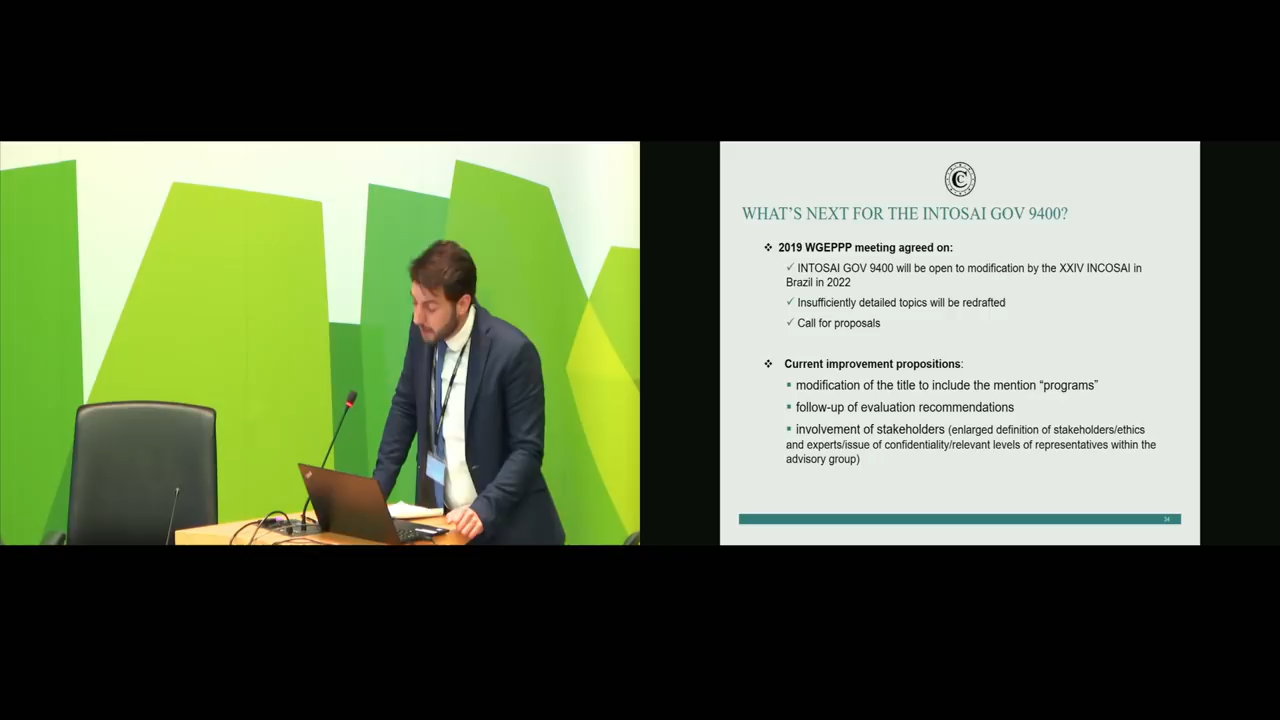 WHAT'S NEXT FOR THE INTOSAI GOV 9400?
❖ 2019 WGEPPP meeting agreed on:
✓ INTOSAI GOV 9400 will be open to modification by the XXIV INCOSAI in
Brazil in 2022
✓ Insufficiently detailed topics will be redrafted
✓ Call for proposals
❖ Current improvement propositions:
▪ modification of the title to include the mention “programs”
▪ follow-up of evaluation recommendations
▪ involvement of stakeholders (enlarged definition of stakeholders/ethics
and experts/issue of confidentiality/relevant levels of representatives within the
advisory group)
34